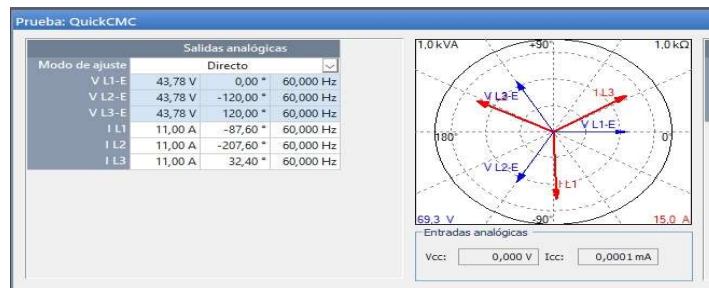 Prueba: QuickCMC
Salidas analógicas
Modo de ajuste Directo
V L1-E 43,78 V 0,00 ° 60,000 Hz
V L2-E 43,78 V -120,00 ° 60,000 Hz
V L3-E 43,78 V 120,00 ° 60,000 Hz
I L1 11,00 A -87,60 ° 60,000 Hz
I L2 11,00 A -207,60 ° 60,000 Hz
I L3 11,00 A 32,40 ° 60,000 Hz
1,0 kVA +90° 1,0 kΩ
V L3-E I L3
V L1-E
180° 0°
V L2-E
I L1
69,3 V -90° 15,0 A
Entradas analógicas
Vcc: 0,000 V Icc: 0,0001 mA